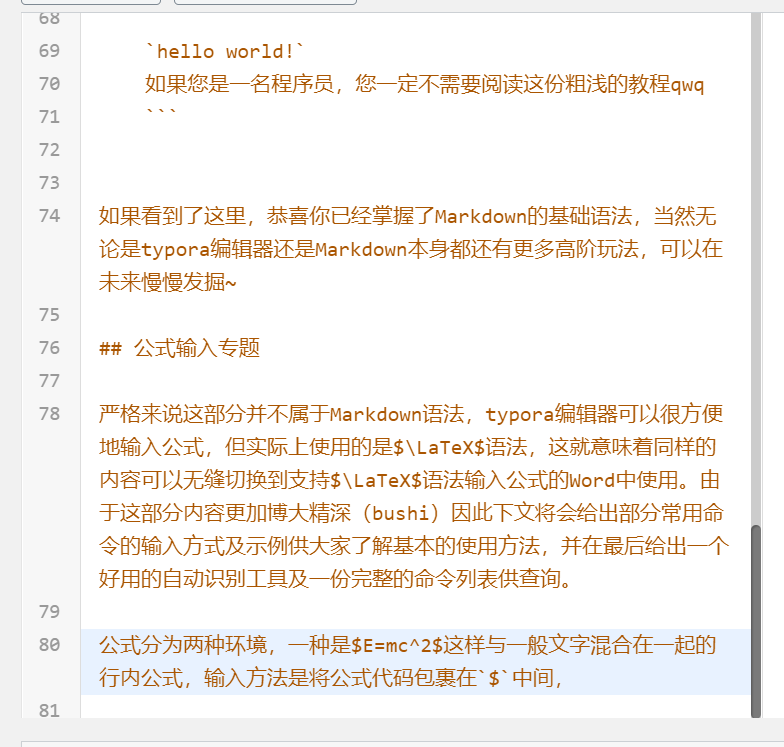 68
69 `hello world!`
70 如果您是一名程序员，您一定不需要阅读这份粗浅的教程qwq
71 ```
72
73
74 如果看到了这里，恭喜你已经掌握了Markdown的基础语法，当然无
论是typora编辑器还是Markdown本身都还有更多高阶玩法，可以在
未来慢慢发掘~
75
76 ## 公式输入专题
77
78 严格来说这部分并不属于Markdown语法，typora编辑器可以很方便
地输入公式，但实际上使用的是$\LaTeX$语法，这就意味着同样的
内容可以无缝切换到支持$\LaTeX$语法输入公式的Word中使用。由
于这部分内容更加博大精深（bushi）因此下文将会给出部分常用命
令的输入方式及示例供大家了解基本的使用方法，并在最后给出一个
好用的自动识别工具及一份完整的命令列表供查询。
79
80 公式分为两种环境，一种是$E=mc^2$这样与一般文字混合在一起的
行内公式，输入方法是将公式代码包裹在`$`中间，
81